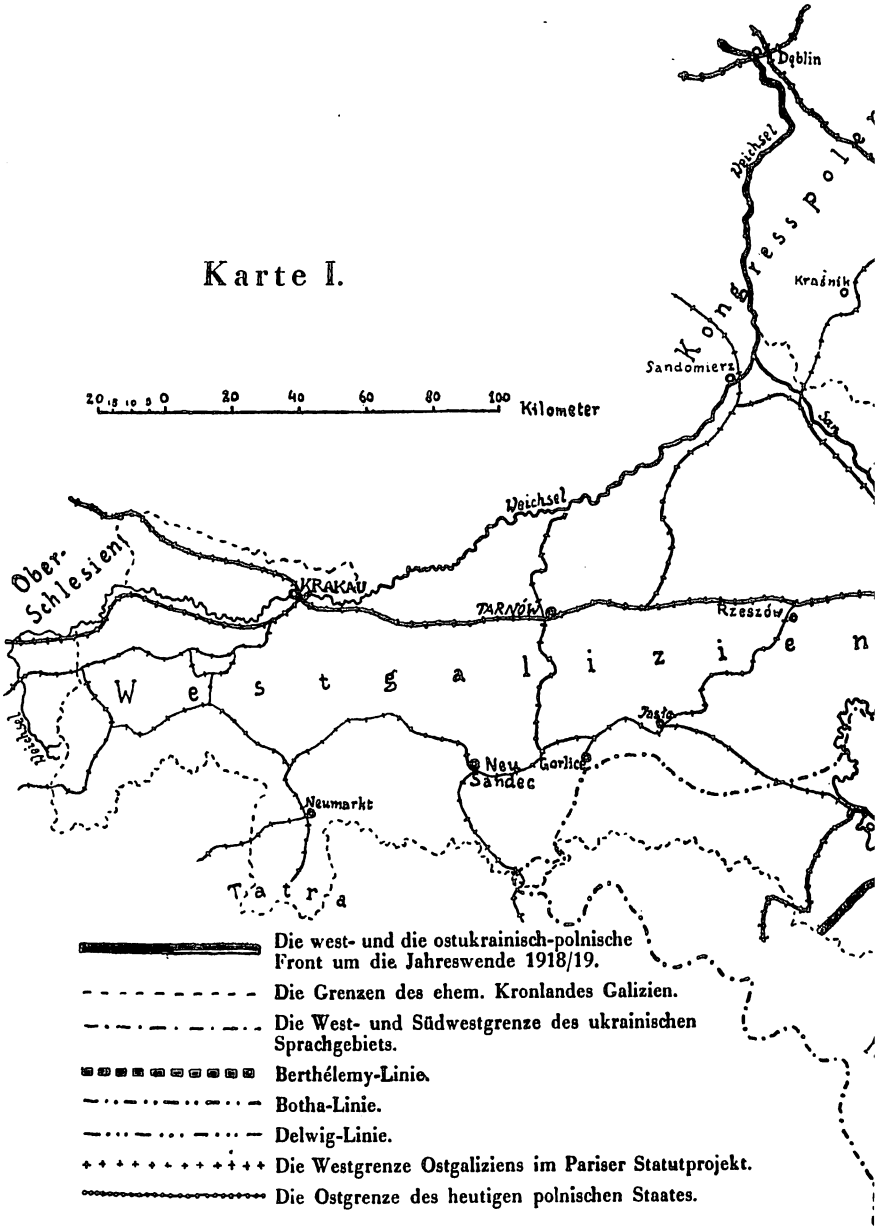 Dęblin
Weichsel
Kongresspole
Karte I.
Kraśnik
Sandomierz
20 15 10 5 0 20 40 60 80 100 Kilometer
San
Weichsel
Ober-
Schlesien
KRAKAU
TARNÓW
Rzeszów
Westgalizien
Weichsel
Jasło
Gorlice
Neu
Sandec
Neumarkt
Tatra
Die west- und die ostukrainisch-polnische
Front um die Jahreswende 1918/19.
Die Grenzen des ehem. Kronlandes Galizien.
Die West- und Südwestgrenze des ukrainischen
Sprachgebiets.
Berthélemy-Linie.
Botha-Linie.
Delwig-Linie.
Die Westgrenze Ostgaliziens im Pariser Statutprojekt.
Die Ostgrenze des heutigen polnischen Staates.